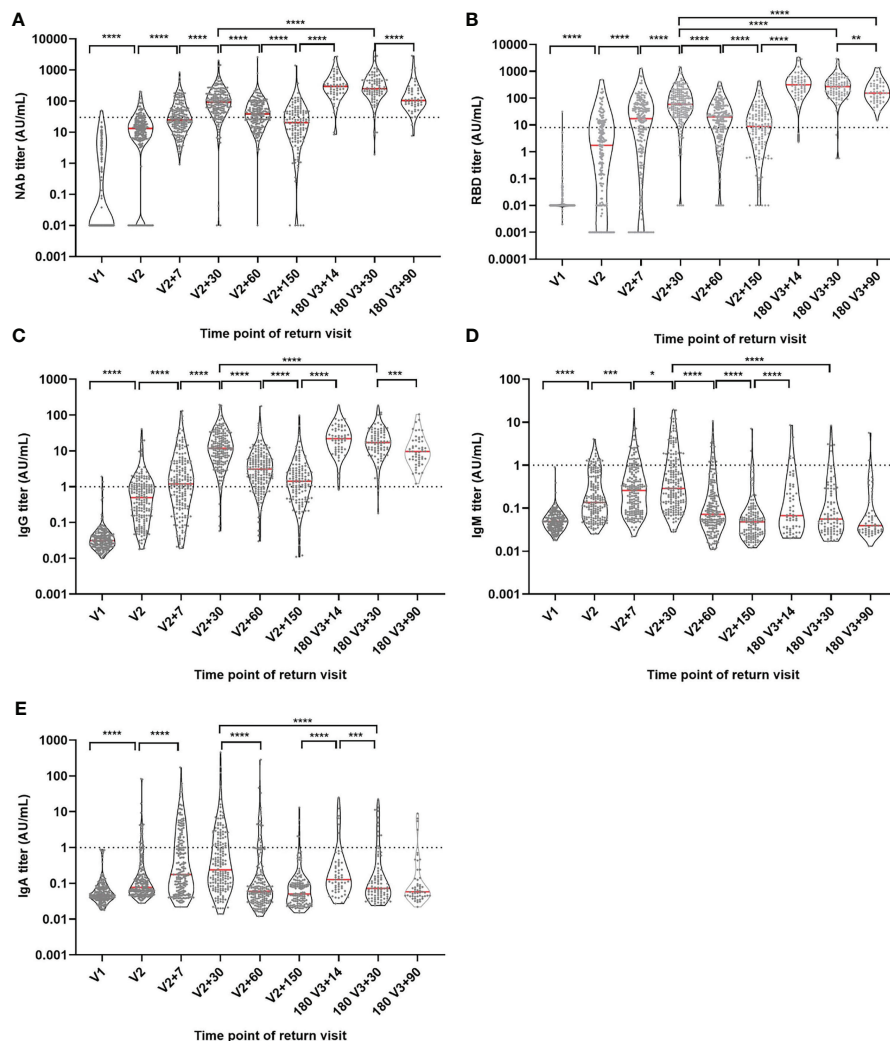 A
**** **** **** **** **** **** **** ****
10000
1000
100
10
1
0.1
0.01
0.001
NAb titer (AU/mL)
V1 V2 V2+7 V2+30 V2+60 V2+150 180 V3+14 180 V3+30 180 V3+90
Time point of return visit
B
****
****
**** **** **** **** **** **** **
10000
1000
100
10
1
0.1
0.01
0.001
0.0001
RBD titer (AU/mL)
V1 V2 V2+7 V2+30 V2+60 V2+150 180 V3+14 180 V3+30 180 V3+90
Time point of return visit
C
****
**** **** **** **** **** **** ***
1000
100
10
1
0.1
0.01
0.001
IgG titer (AU/mL)
V1 V2 V2+7 V2+30 V2+60 V2+150 180 V3+14 180 V3+30 180 V3+90
Time point of return visit
D
****
**** *** * **** **** ****
100
10
1
0.1
0.01
0.001
IgM titer (AU/mL)
V1 V2 V2+7 V2+30 V2+60 V2+150 180 V3+14 180 V3+30 180 V3+90
Time point of return visit
E
****
**** **** **** **** ***
1000
100
10
1
0.1
0.01
0.001
IgA titer (AU/mL)
V1 V2 V2+7 V2+30 V2+60 V2+150 180 V3+14 180 V3+30 180 V3+90
Time point of return visit